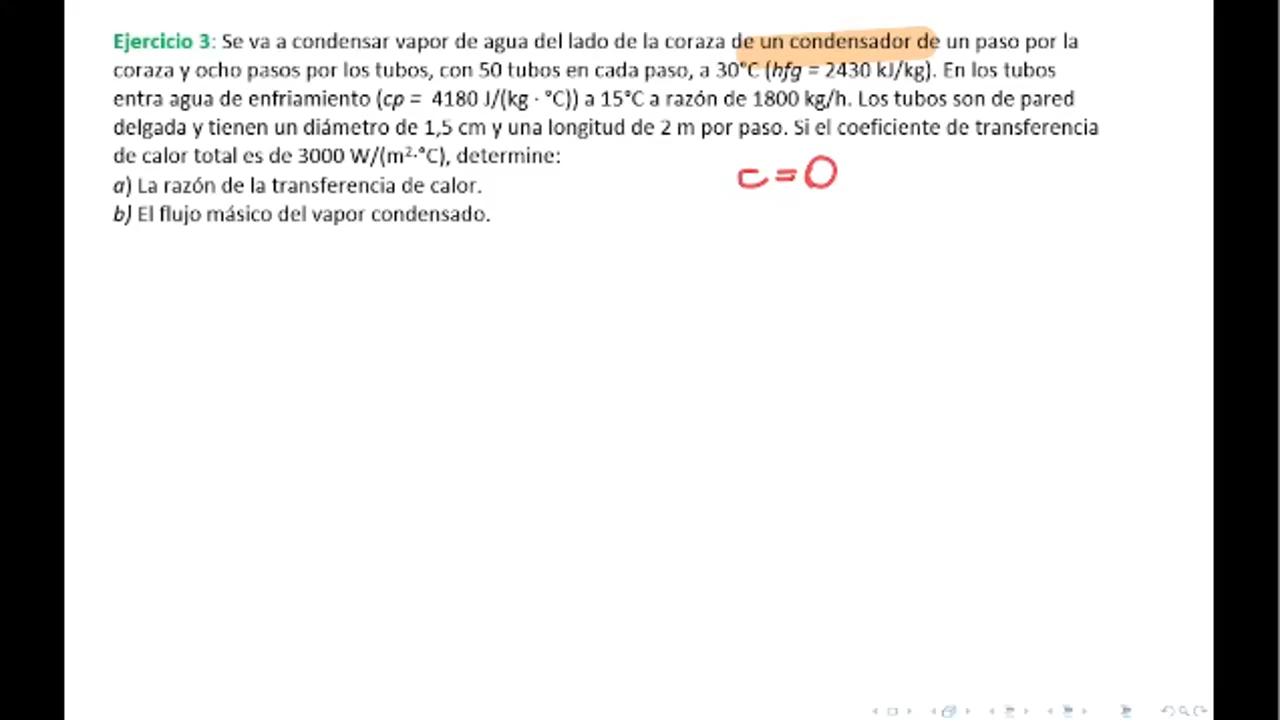 Ejercicio 3: Se va a condensar vapor de agua del lado de la coraza de un condensador de un paso por la
coraza y ocho pasos por los tubos, con 50 tubos en cada paso, a 30°C (hfg = 2430 kJ/kg). En los tubos
entra agua de enfriamiento (cp = 4180 J/(kg · °C)) a 15°C a razón de 1800 kg/h. Los tubos son de pared
delgada y tienen un diámetro de 1,5 cm y una longitud de 2 m por paso. Si el coeficiente de transferencia
de calor total es de 3000 W/(m²·°C), determine:
c = 0
a) La razón de la transferencia de calor.
b) El flujo másico del vapor condensado.